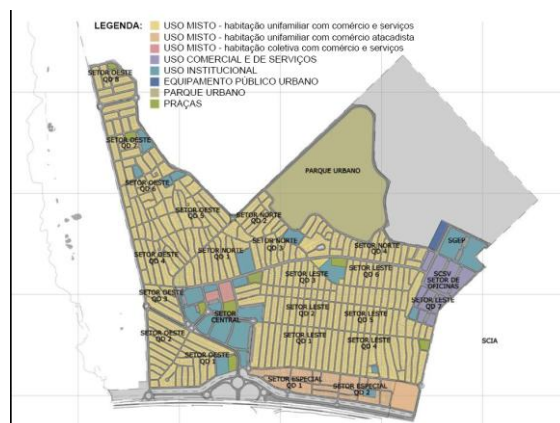 LEGENDA:
USO MISTO - habitação unifamiliar com comércio e serviços
USO MISTO - habitação unifamiliar com comércio atacadista
USO MISTO - habitação coletiva com comércio e serviços
USO COMERCIAL E DE SERVIÇOS
USO INSTITUCIONAL
EQUIPAMENTO PÚBLICO URBANO
PARQUE URBANO
PRAÇAS
SETOR OESTE
QD 8
SETOR OESTE
QD 7
SETOR OESTE
QD 6
PARQUE URBANO
SETOR OESTE
QD 5
SETOR NORTE
QD 2
SETOR NORTE
QD 3
SETOR NORTE
QD 4
SGEP
SETOR OESTE
QD 4
SETOR NORTE
QD 1
SETOR LESTE
QD 3
SETOR LESTE
QD 6
SCSV
SETOR DE
OFICINAS
SETOR OESTE
QD 3
SETOR LESTE
QD 7
SETOR CENTRAL
SETOR LESTE
QD 2
SETOR LESTE
QD 5
SETOR OESTE
QD 2
SETOR LESTE
QD 1
SETOR LESTE
QD 4
SCIA
SETOR OESTE
QD 1
SETOR ESPECIAL
QD 1
SETOR ESPECIAL
QD 2